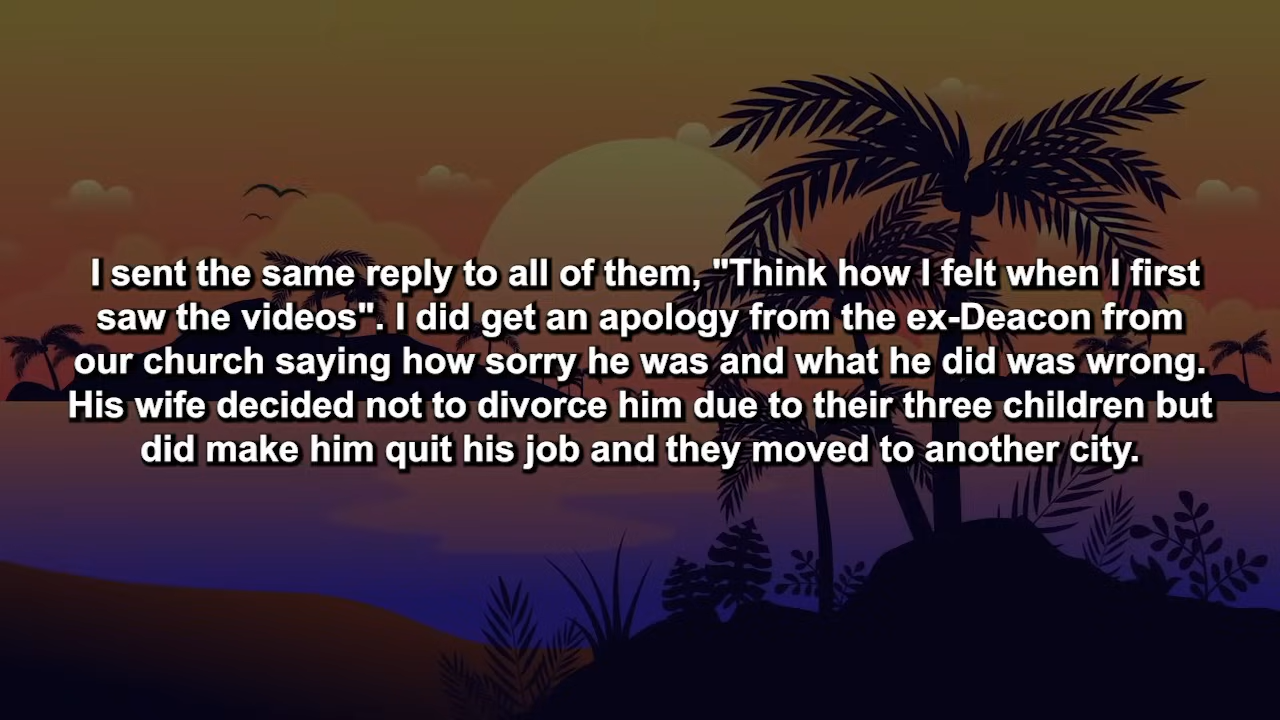 I sent the same reply to all of them, "Think how I felt when I first
saw the videos". I did get an apology from the ex-Deacon from
our church saying how sorry he was and what he did was wrong.
His wife decided not to divorce him due to their three children but
did make him quit his job and they moved to another city.